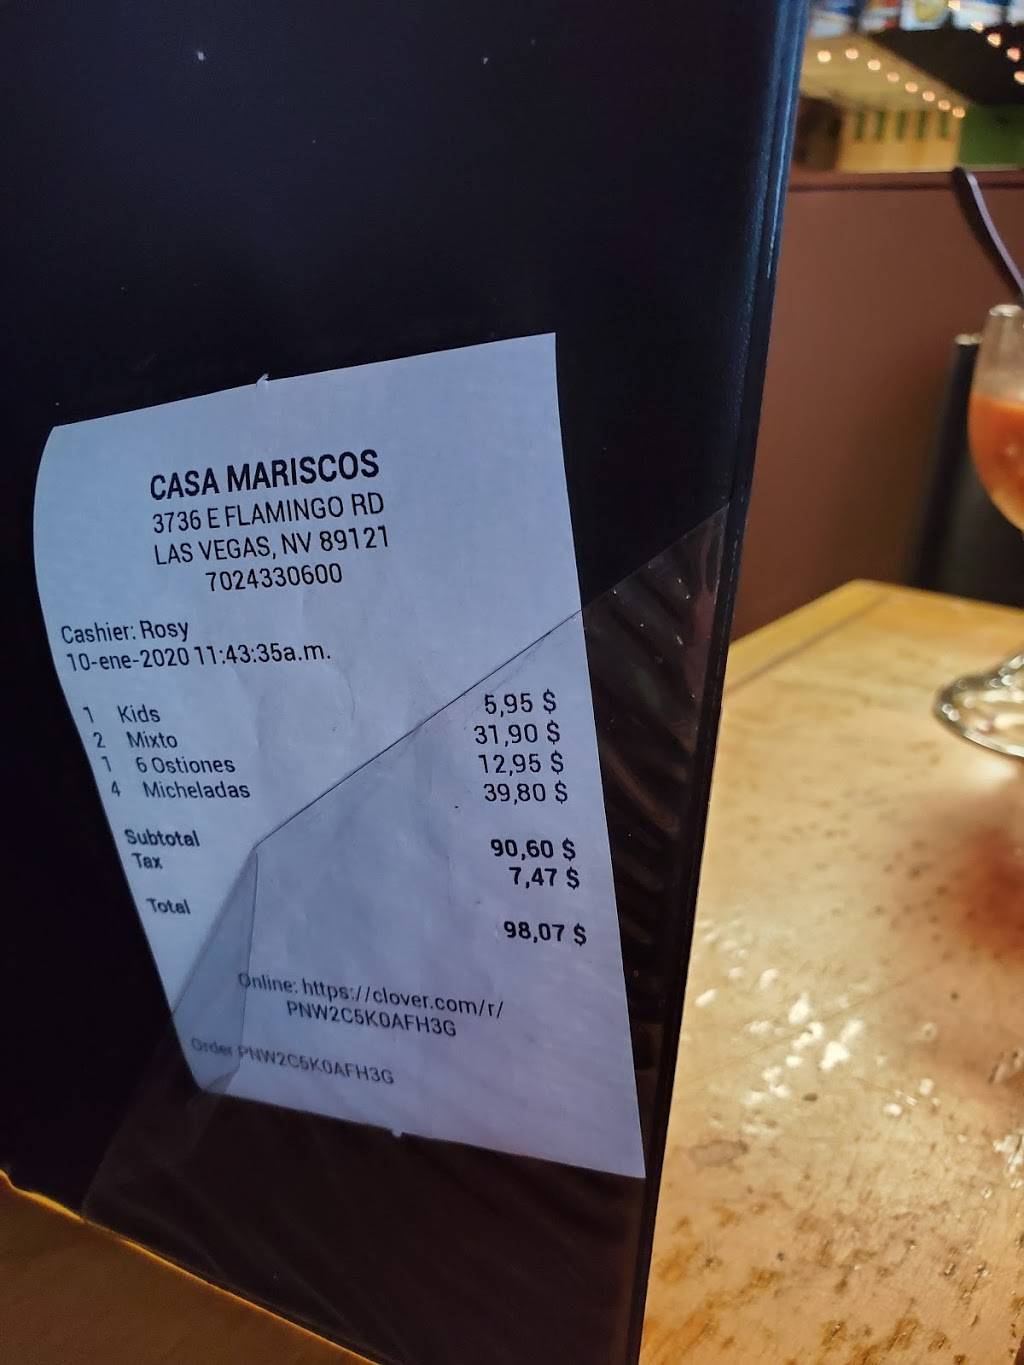 CASA MARISCOS
3736 E FLAMINGO RD
LAS VEGAS, NV 89121
7024330600
Cashier: Rosy
10-ene-2020 11:43:35a.m.
1 Kids 5,95 $
2 Mixto 31,90 $
1 6 Ostiones 12,95 $
4 Micheladas 39,80 $
Subtotal 90,60 $
Tax 7,47 $
Total 98,07 $
Online: https://clover.com/r/
PNW2C5K0AFH3G
Order PNW2C5K0AFH3G